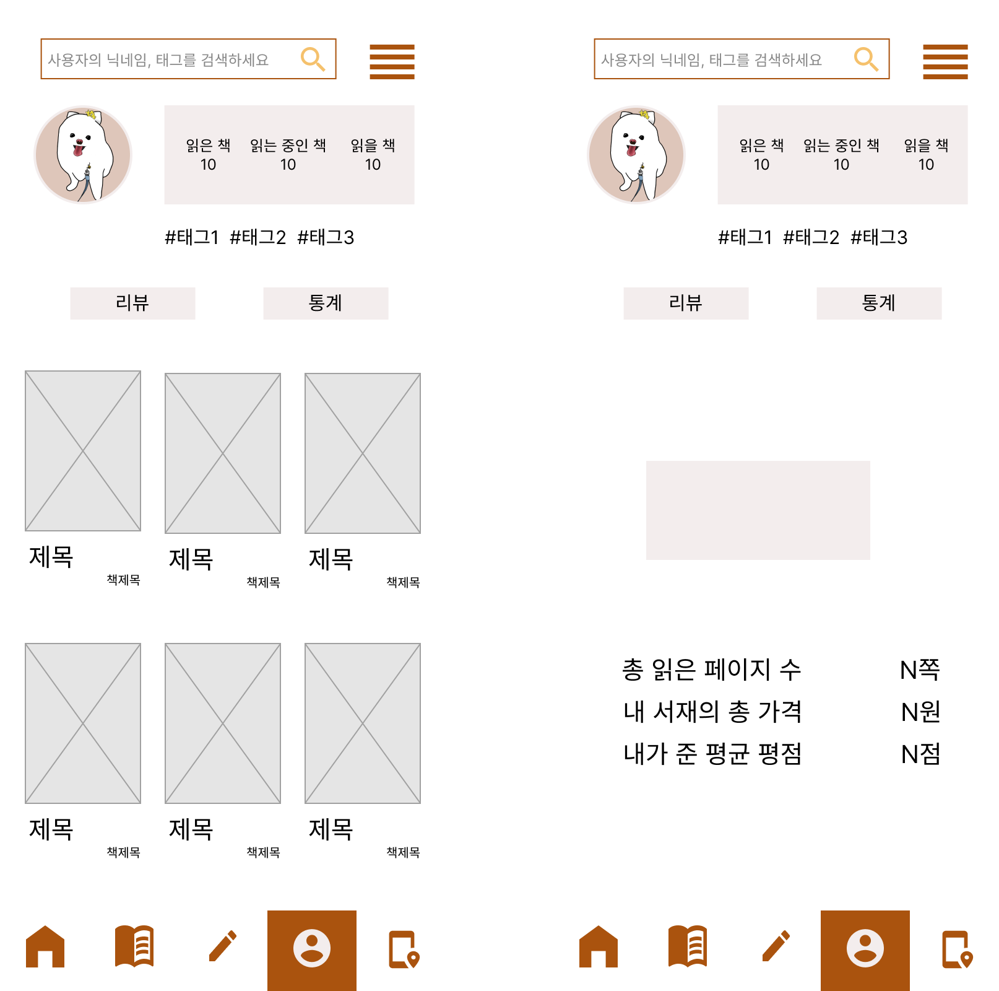 사용자의 닉네임, 태그를 검색하세요
읽은 책 읽는 중인 책 읽을 책
10 10 10
#태그1 #태그2 #태그3
리뷰 통계
제목 제목 제목
책제목 책제목 책제목
제목 제목 제목
책제목 책제목 책제목
사용자의 닉네임, 태그를 검색하세요
읽은 책 읽는 중인 책 읽을 책
10 10 10
#태그1 #태그2 #태그3
리뷰 통계
총 읽은 페이지 수 N쪽
내 서재의 총 가격 N원
내가 준 평균 평점 N점